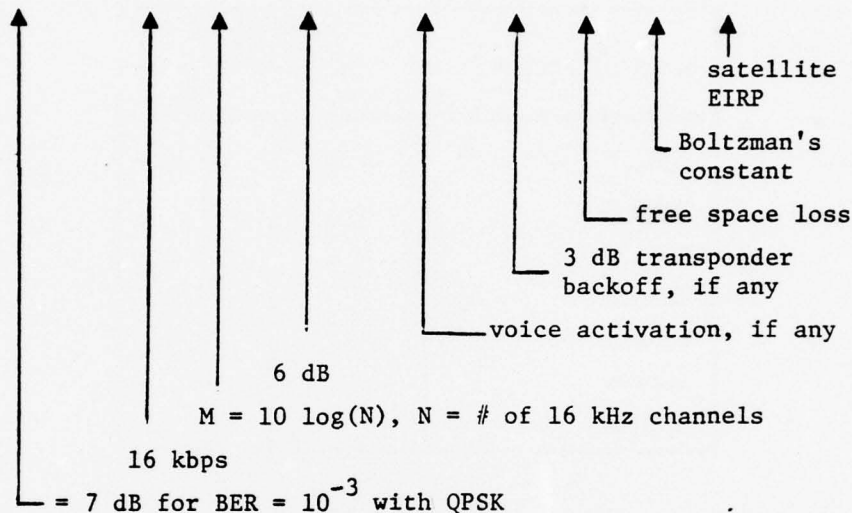 satellite
EIRP
Boltzman's
constant
free space loss
3 dB transponder
backoff, if any
voice activation, if any
6 dB
M = 10 log(N), N = # of 16 kHz channels
16 kbps
= 7 dB for BER = 10^-3 with QPSK